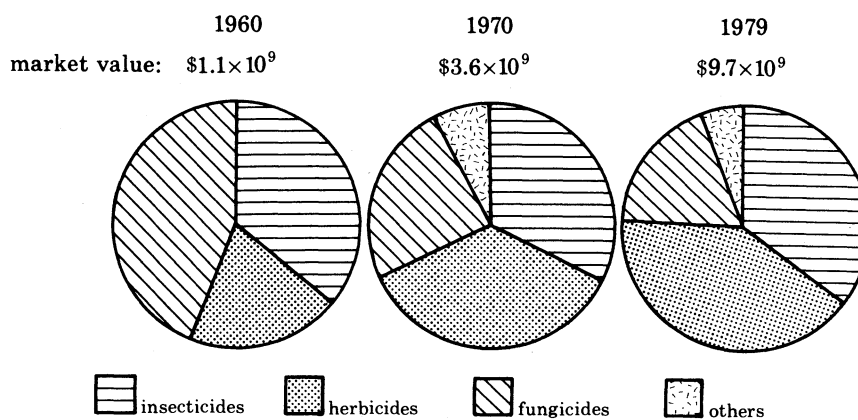 1960 1970 1979
market value: $1.1×10⁹ $3.6×10⁹ $9.7×10⁹
insecticides herbicides fungicides others